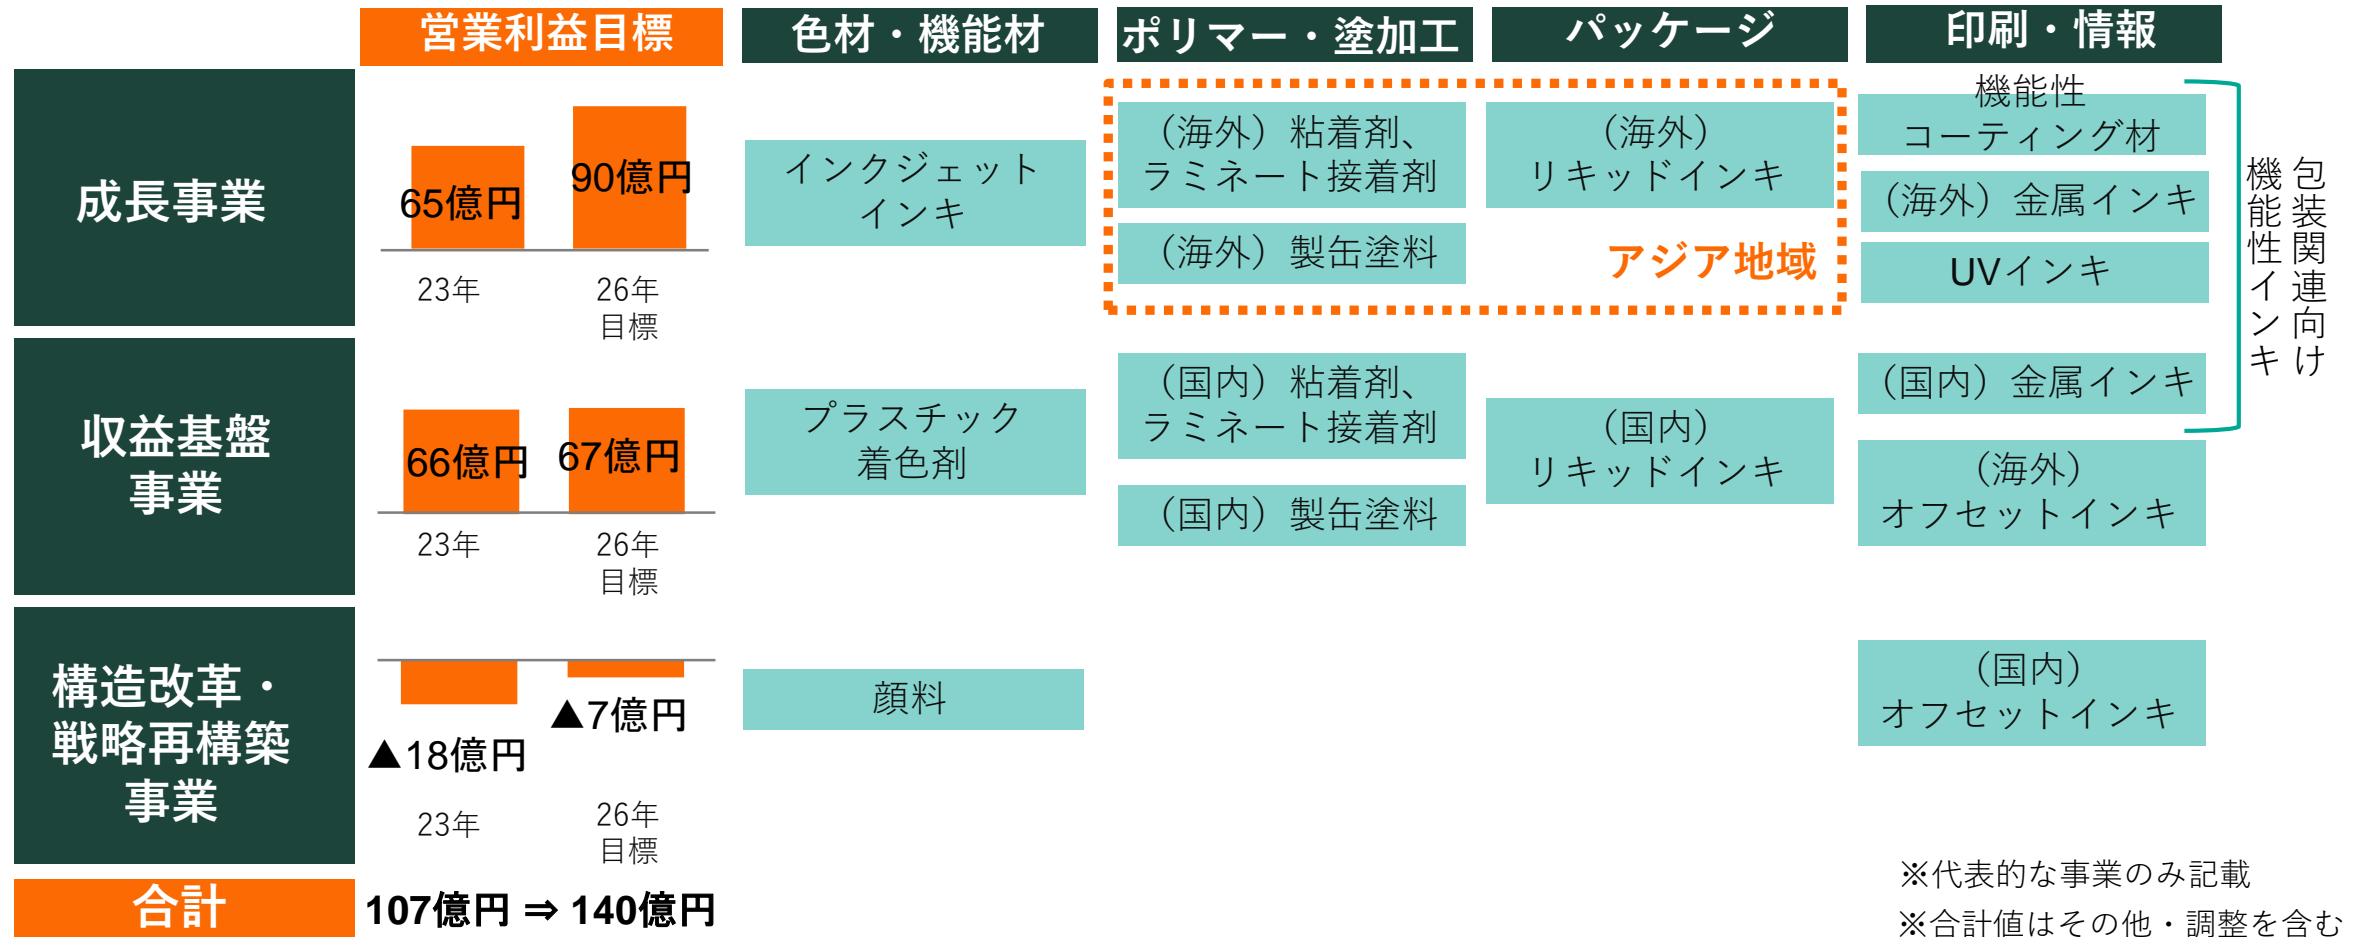 営業利益目標
色材・機能材
ポリマー・塗加工
パッケージ
印刷・情報
成長事業
65億円
90億円
23年
26年
目標
インクジェット
インキ
（海外）粘着剤、
ラミネート接着剤
（海外）製缶塗料
（海外）
リキッドインキ
アジア地域
機能性
コーティング材
（海外）金属インキ
UVインキ
包装関連向け
機能性インキ
収益基盤
事業
66億円
67億円
23年
26年
目標
プラスチック
着色剤
（国内）粘着剤、
ラミネート接着剤
（国内）製缶塗料
（国内）
リキッドインキ
（国内）金属インキ
（海外）
オフセットインキ
構造改革・
戦略再構築
事業
▲18億円
▲7億円
23年
26年
目標
顔料
（国内）
オフセットインキ
合計
107億円 ⇒ 140億円
※代表的な事業のみ記載
※合計値はその他・調整を含む